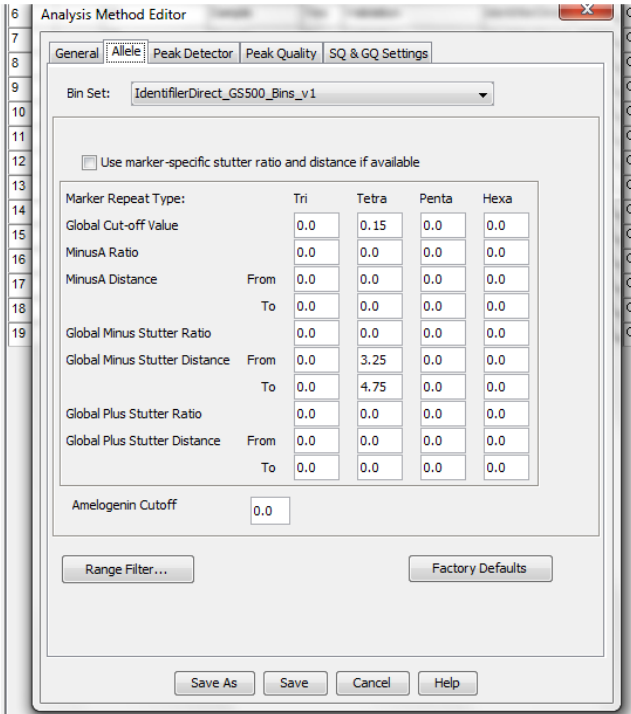 6
Analysis Method Editor
7
8
9
10
11
12
13
14
15
16
17
18
19
General Allele Peak Detector Peak Quality SQ & GQ Settings
Bin Set: IdentifilerDirect_GS500_Bins_v1
Use marker-specific stutter ratio and distance if available
Marker Repeat Type: Tri Tetra Penta Hexa
Global Cut-off Value 0.0 0.15 0.0 0.0
MinusA Ratio 0.0 0.0 0.0 0.0
MinusA Distance From 0.0 0.0 0.0 0.0
To 0.0 0.0 0.0 0.0
Global Minus Stutter Ratio 0.0 0.0 0.0 0.0
Global Minus Stutter Distance From 0.0 3.25 0.0 0.0
To 0.0 4.75 0.0 0.0
Global Plus Stutter Ratio 0.0 0.0 0.0 0.0
Global Plus Stutter Distance From 0.0 0.0 0.0 0.0
To 0.0 0.0 0.0 0.0
Amelogenin Cutoff 0.0
Range Filter... Factory Defaults
Save As Save Cancel Help